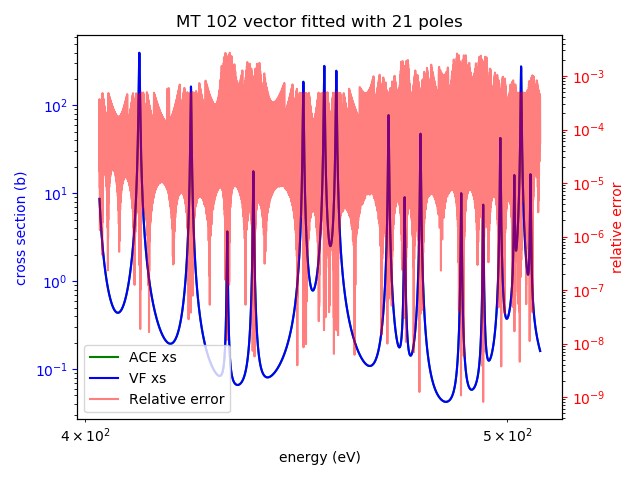 MT 102 vector fitted with 21 poles
cross section (b)
10²
10¹
10⁰
10⁻¹
10⁻³
10⁻⁴
10⁻⁵
10⁻⁶
10⁻⁷
10⁻⁸
10⁻⁹
relative error
ACE xs
VF xs
Relative error
4 × 10² 5 × 10²
energy (eV)